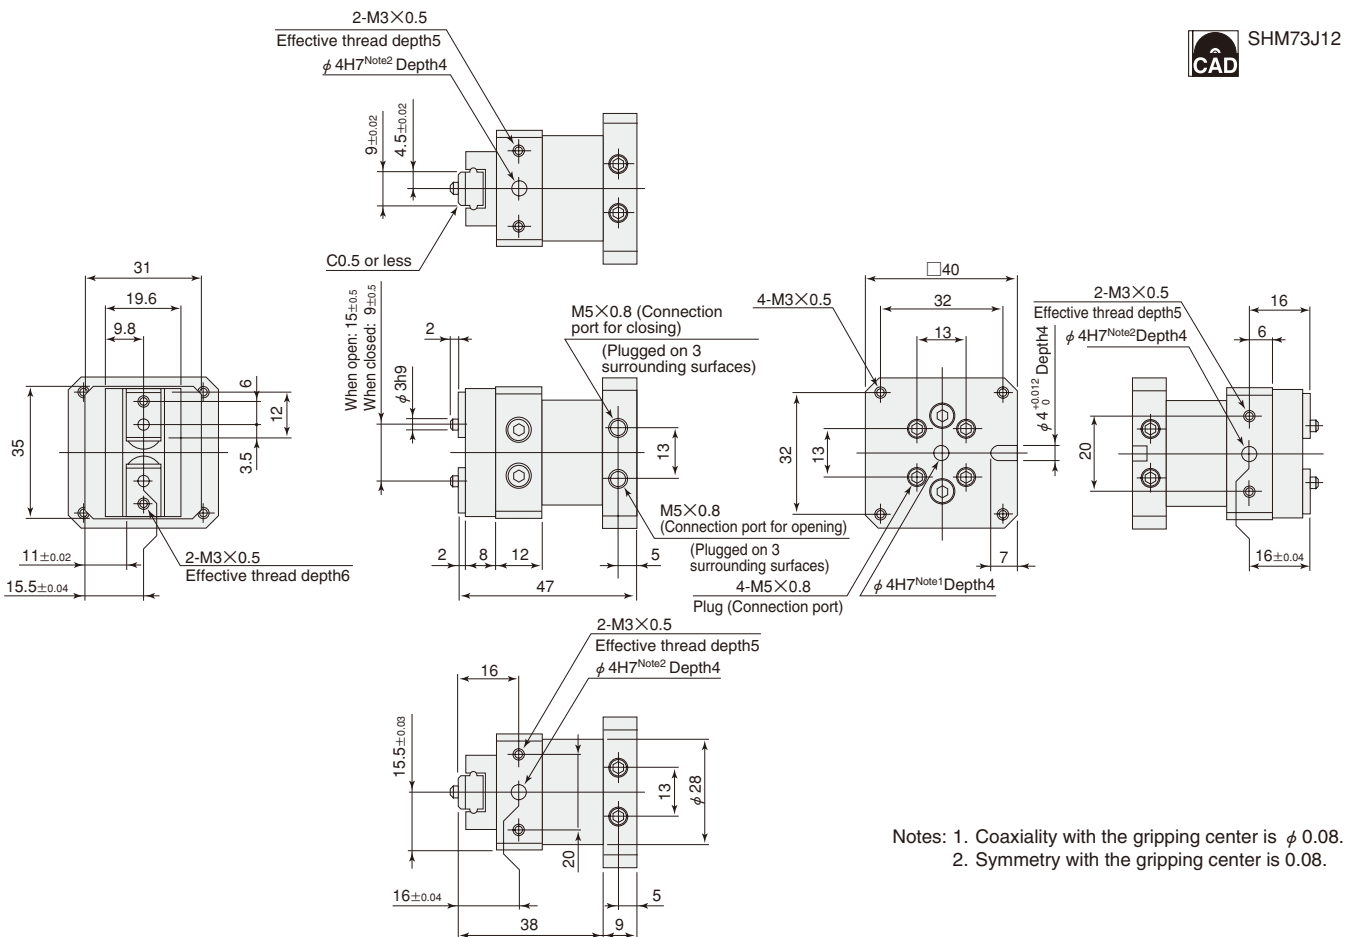 2-M3×0.5
Effective thread depth5
φ 4H7Note2 Depth4
CAD
SHM73J12
9±0.02
4.5±0.02
C0.5 or less
31
19.6
9.8
6
12
3.5
35
11±0.02
15.5±0.04
2-M3×0.5
Effective thread depth6
When open: 15±0.5
When closed: 9±0.5
2
φ 3h9
M5×0.8 (Connection
port for closing)
(Plugged on 3
surrounding surfaces)
13
M5×0.8
(Connection port for opening)
(Plugged on 3
surrounding surfaces)
2
8
12
5
47
□40
4-M3×0.5
32
13
32
13
7
φ 4 +0.012 0 Depth4
4-M5×0.8
Plug (Connection port)
φ 4H7Note1 Depth4
2-M3×0.5
Effective thread depth5
φ 4H7Note2 Depth4
16
6
20
16±0.04
2-M3×0.5
Effective thread depth5
φ 4H7Note2 Depth4
16
15.5±0.03
13
φ 28
20
16±0.04
5
38
9
Notes: 1. Coaxiality with the gripping center is φ 0.08.
2. Symmetry with the gripping center is 0.08.